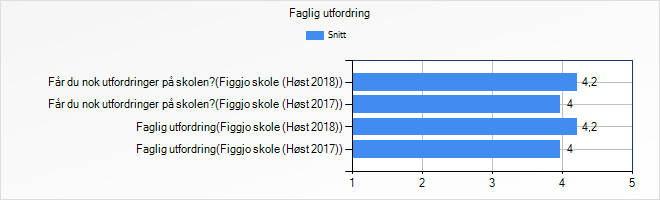 Faglig utfordring
Snitt
Får du nok utfordringer på skolen?(Figgjo skole (Høst 2018)) 4,2
Får du nok utfordringer på skolen?(Figgjo skole (Høst 2017)) 4
Faglig utfordring(Figgjo skole (Høst 2018)) 4,2
Faglig utfordring(Figgjo skole (Høst 2017)) 4
1 2 3 4 5